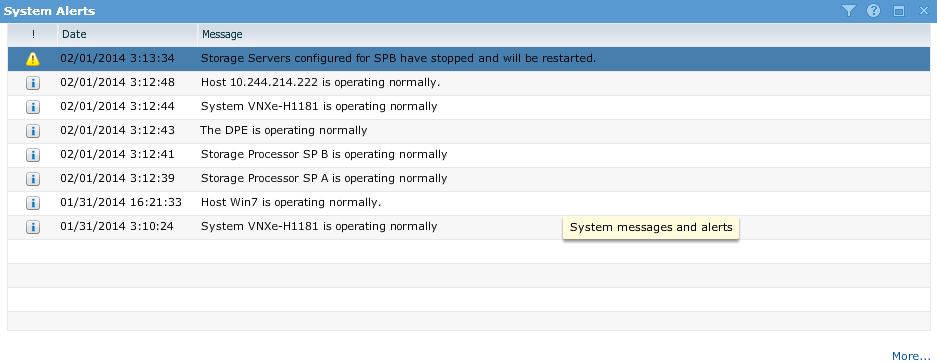 System Alerts
! Date Message
02/01/2014 3:13:34 Storage Servers configured for SPB have stopped and will be restarted.
02/01/2014 3:12:48 Host 10.244.214.222 is operating normally.
02/01/2014 3:12:44 System VNXe-H1181 is operating normally
02/01/2014 3:12:43 The DPE is operating normally
02/01/2014 3:12:41 Storage Processor SP B is operating normally
02/01/2014 3:12:39 Storage Processor SP A is operating normally
01/31/2014 16:21:33 Host Win7 is operating normally.
01/31/2014 3:10:24 System VNXe-H1181 is operating normally
System messages and alerts
More...